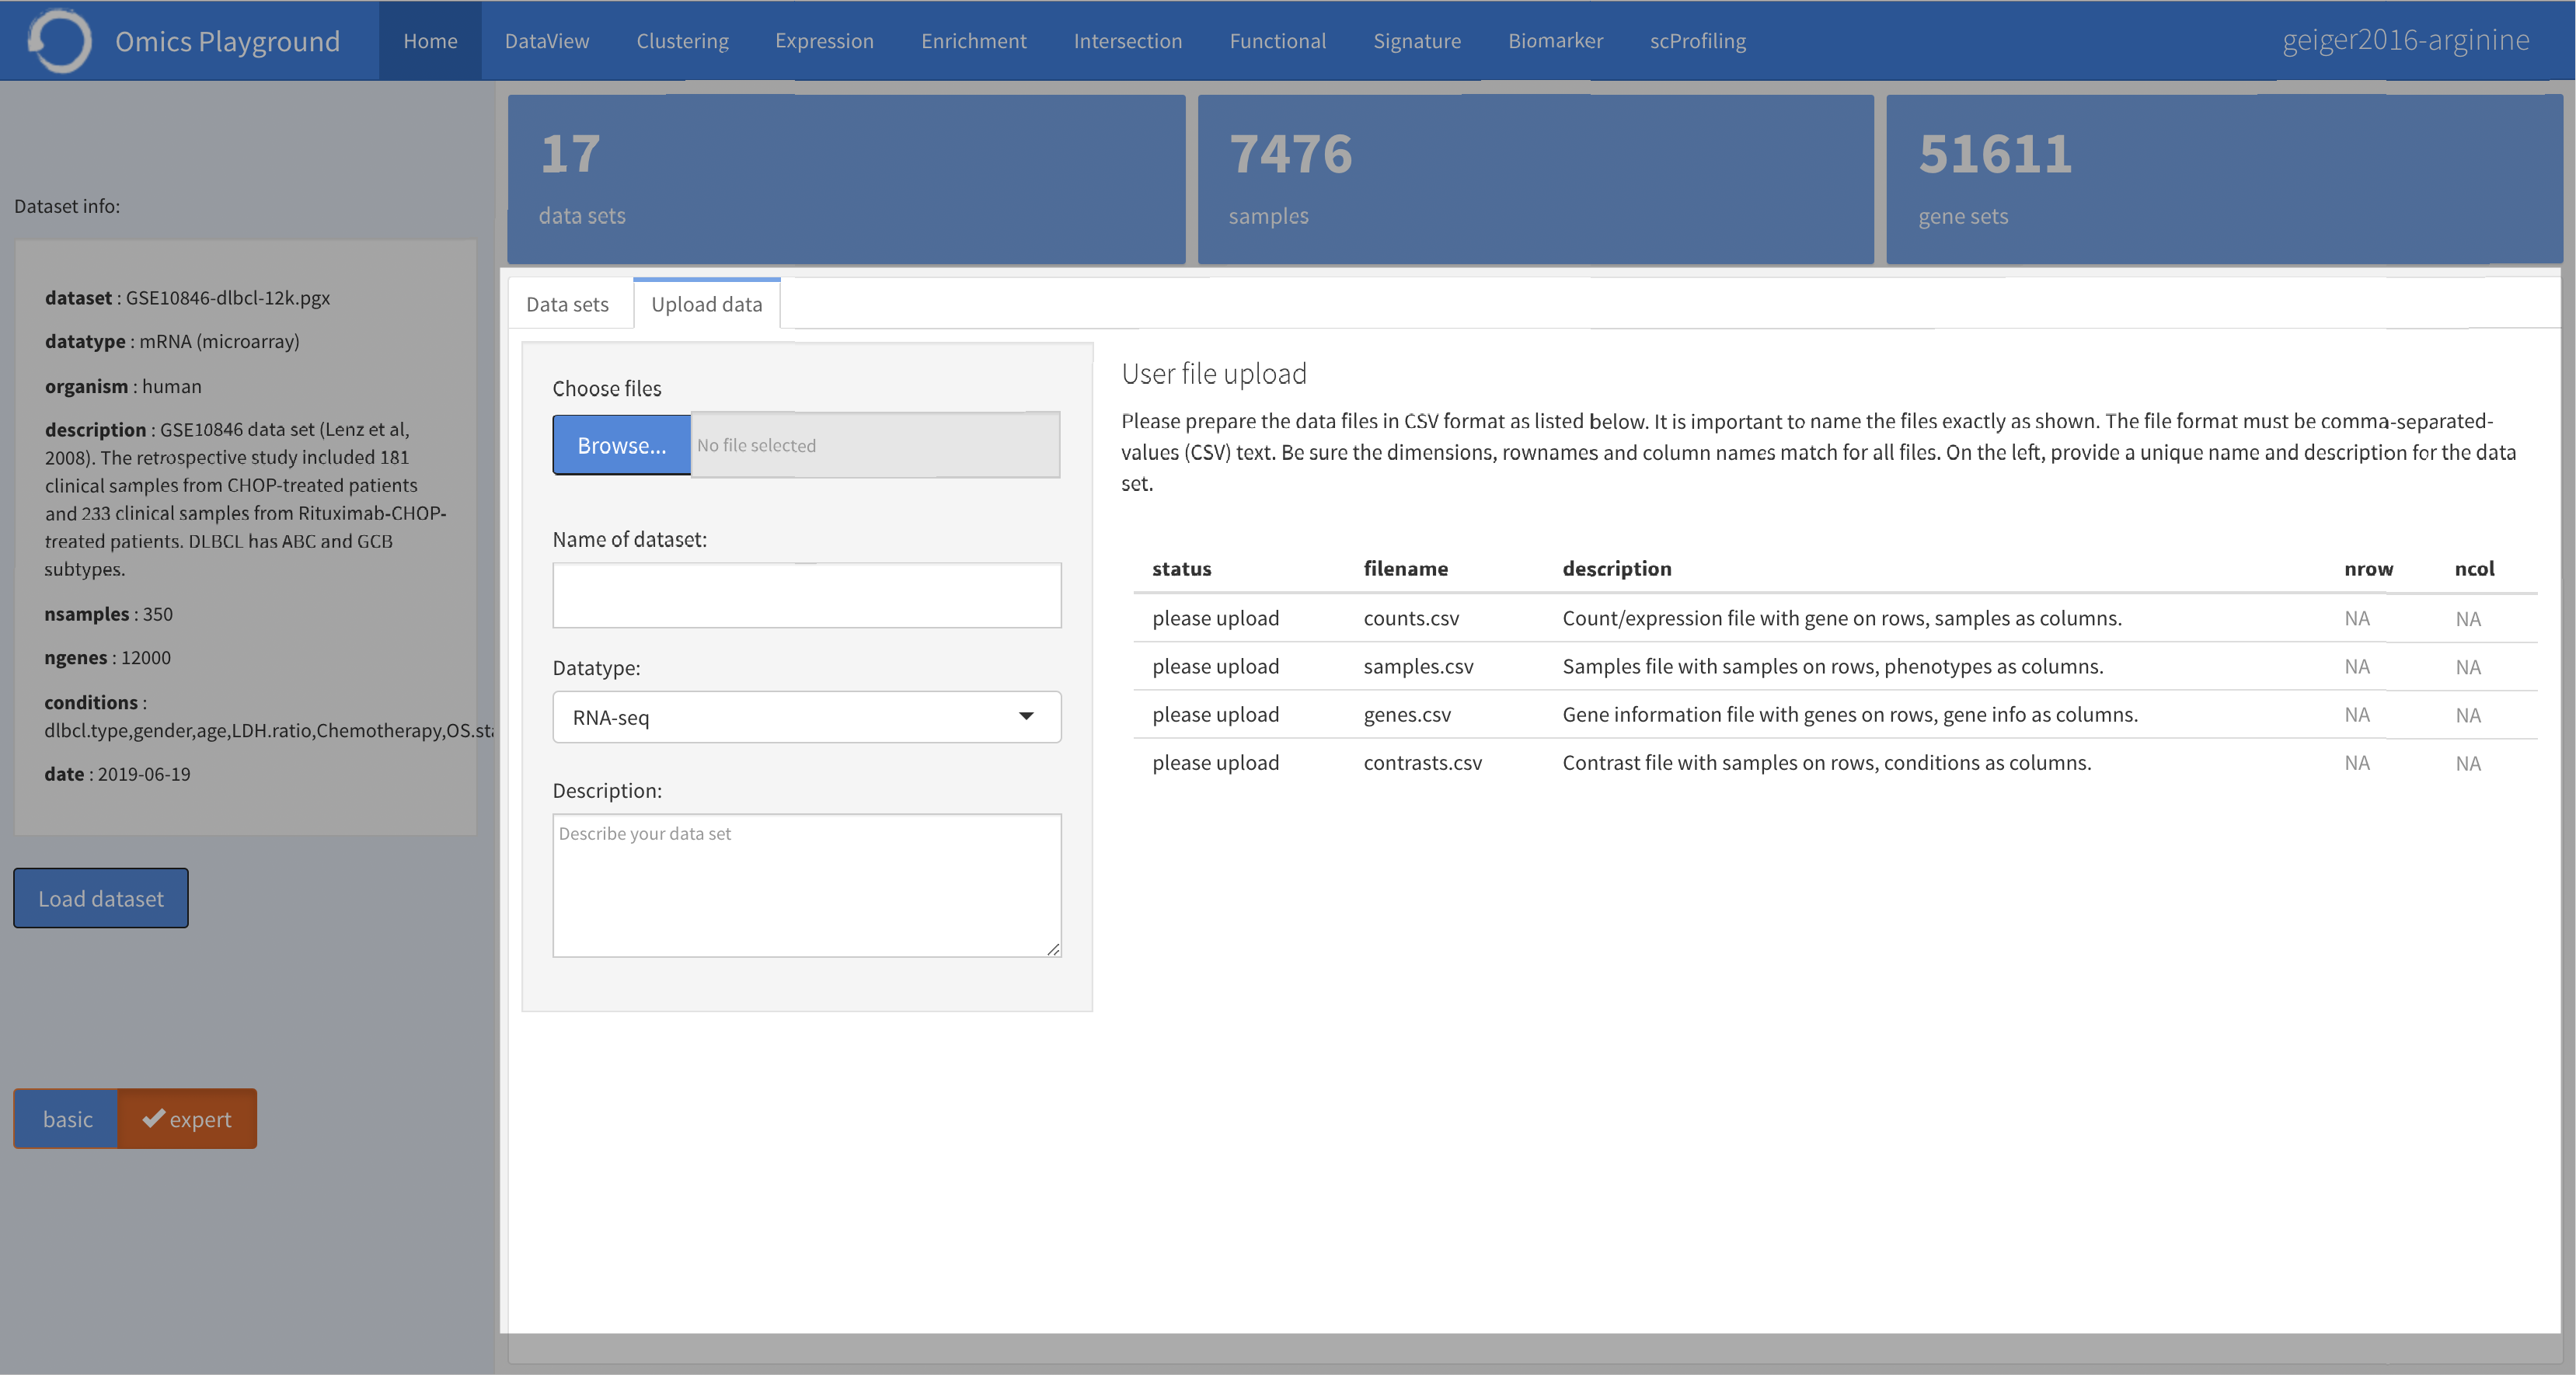 Omics Playground
Home
DataView
Clustering
Expression
Enrichment
Intersection
Functional
Signature
Biomarker
scProfiling
geiger2016-arginine
17
data sets
7476
samples
51611
gene sets
Dataset info:
dataset : GSE10846-dlbcl-12k.pgx
datatype : mRNA (microarray)
organism : human
description : GSE10846 data set (Lenz et al,
2008). The retrospective study included 181
clinical samples from CHOP-treated patients
and 233 clinical samples from Rituximab-CHOP-
treated patients. DLBCL has ABC and GCB
subtypes.
nsamples : 350
ngenes : 12000
conditions :
dlbcl.type,gender,age,LDH.ratio,Chemotherapy,OS.sta
date : 2019-06-19
Load dataset
basic
expert
Data sets
Upload data
Choose files
Browse...
No file selected
Name of dataset:
Datatype:
RNA-seq
Description:
Describe your data set
User file upload
Please prepare the data files in CSV format as listed below. It is important to name the files exactly as shown. The file format must be comma-separated-
values (CSV) text. Be sure the dimensions, rownames and column names match for all files. On the left, provide a unique name and description for the data
set.
status filename description nrow ncol
please upload counts.csv Count/expression file with gene on rows, samples as columns. NA NA
please upload samples.csv Samples file with samples on rows, phenotypes as columns. NA NA
please upload genes.csv Gene information file with genes on rows, gene info as columns. NA NA
please upload contrasts.csv Contrast file with samples on rows, conditions as columns. NA NA